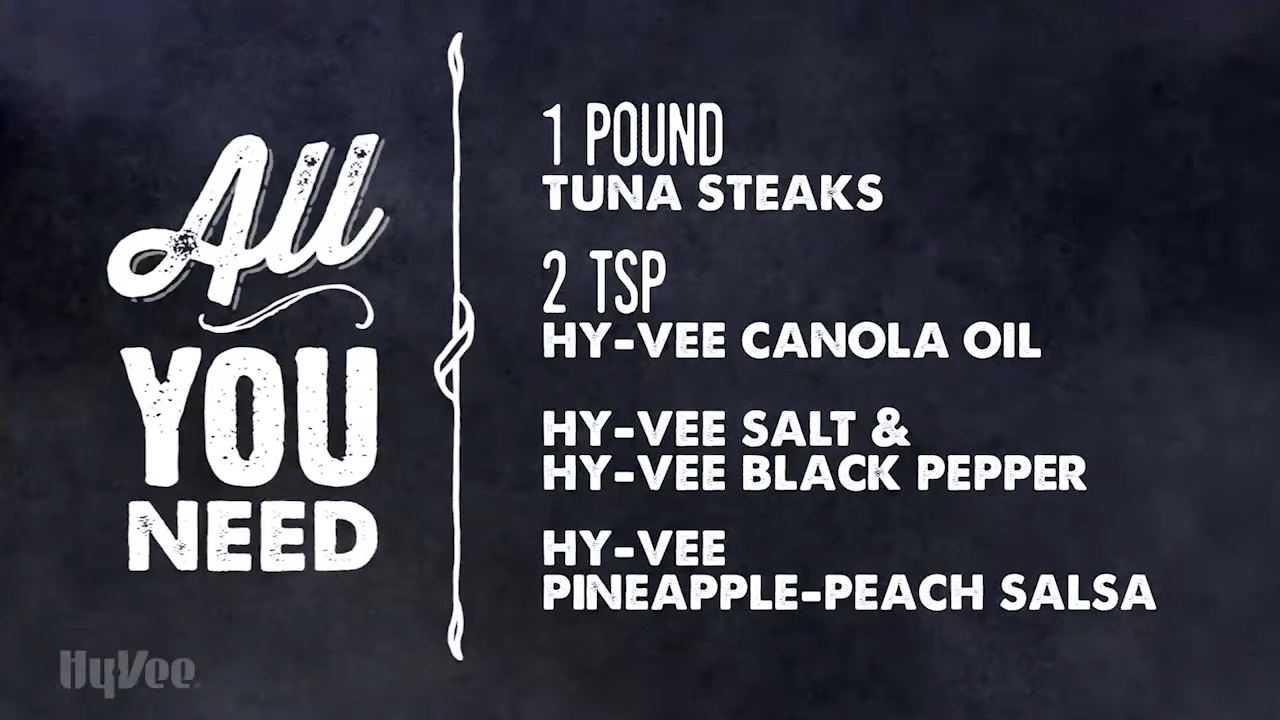 All
YOU
NEED
1 POUND
TUNA STEAKS
2 TSP
HY-VEE CANOLA OIL
HY-VEE SALT &
HY-VEE BLACK PEPPER
HY-VEE
PINEAPPLE-PEACH SALSA
HyVee